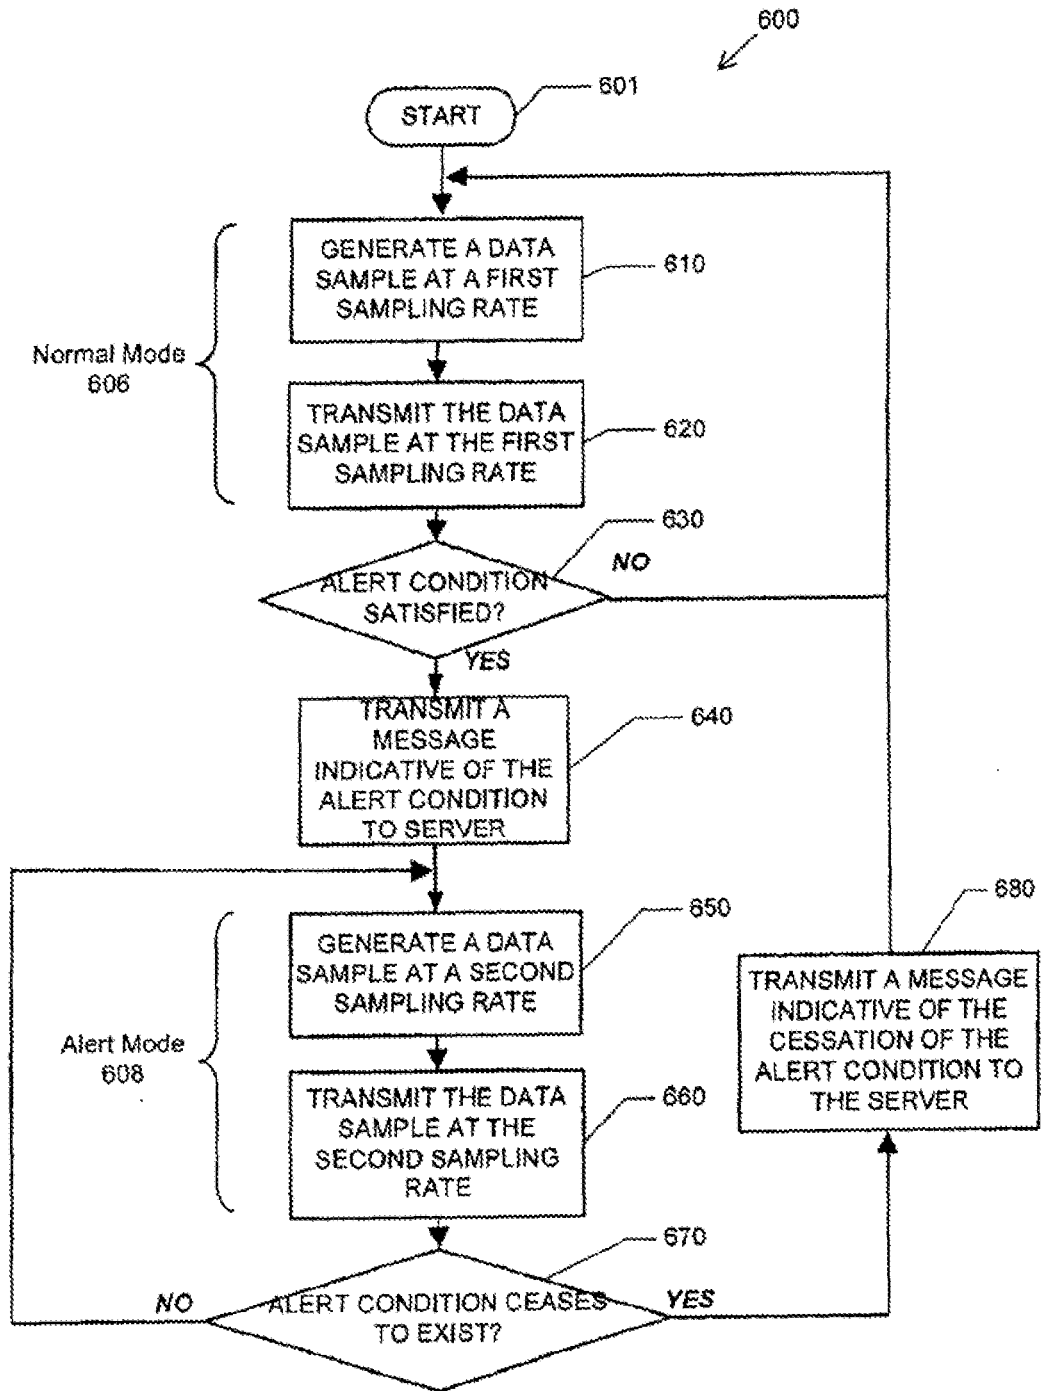 600
START
601
GENERATE A DATA
SAMPLE AT A FIRST
SAMPLING RATE
610
Normal Mode
606
TRANSMIT THE DATA
SAMPLE AT THE FIRST
SAMPLING RATE
620
630
ALERT CONDITION
SATISFIED?
NO
YES
TRANSMIT A
MESSAGE
INDICATIVE OF THE
ALERT CONDITION
TO SERVER
640
GENERATE A DATA
SAMPLE AT A SECOND
SAMPLING RATE
650
Alert Mode
608
TRANSMIT THE DATA
SAMPLE AT THE
SECOND SAMPLING
RATE
660
680
TRANSMIT A MESSAGE
INDICATIVE OF THE
CESSATION OF THE
ALERT CONDITION TO
THE SERVER
670
NO
ALERT CONDITION CEASES
TO EXIST?
YES